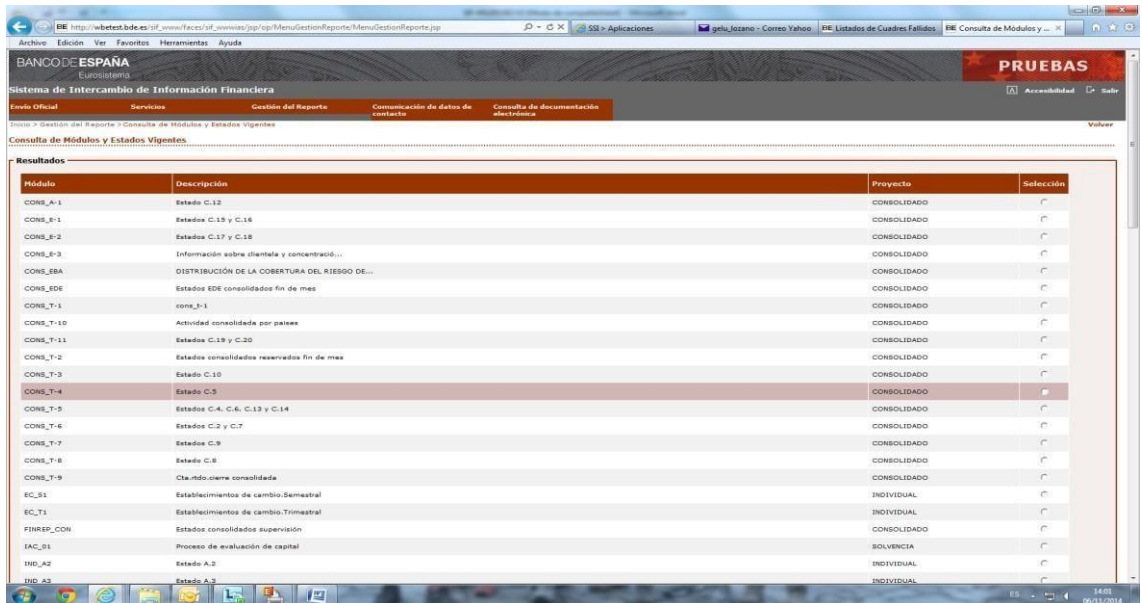 BE http://wbetest.bde.es/sif_www/faces/sif_wwwias/jsp/op/MenuGestionReporte/MenuGestionReporte.jsp
SSI > Aplicaciones
gelu_lozano - Correo Yahoo
BE Listados de Cuadres Fallidos
BE Consulta de Módulos y ...
Archivo Edición Ver Favoritos Herramientas Ayuda
BANCO DE ESPAÑA
Eurosistema
PRUEBAS
Sistema de Intercambio de Información Financiera
Accesibilidad Salir
Envío Oficial Servicios Gestión del Reporte Comunicación de datos de contacto Consulta de documentación electrónica
Inicio > Gestión del Reporte > Consulta de Módulos y Estados Vigentes
Volver
Consulta de Módulos y Estados Vigentes
Resultados
Módulo Descripción Proyecto Selección
CONS_A-1 Estado C.12 CONSOLIDADO
CONS_E-1 Estados C.15 y C.16 CONSOLIDADO
CONS_E-2 Estados C.17 y C.18 CONSOLIDADO
CONS_E-3 Información sobre clientela y concentració... CONSOLIDADO
CONS_EBA DISTRIBUCIÓN DE LA COBERTURA DEL RIESGO DE... CONSOLIDADO
CONS_EDE Estados EDE consolidados fin de mes CONSOLIDADO
CONS_T-1 cons_t-1 CONSOLIDADO
CONS_T-10 Actividad consolidada por paises CONSOLIDADO
CONS_T-11 Estados C.19 y C.20 CONSOLIDADO
CONS_T-2 Estados consolidados reservados fin de mes CONSOLIDADO
CONS_T-3 Estado C.10 CONSOLIDADO
CONS_T-4 Estado C.5 CONSOLIDADO
CONS_T-5 Estados C.4, C.6, C.13 y C.14 CONSOLIDADO
CONS_T-6 Estados C.2 y C.7 CONSOLIDADO
CONS_T-7 Estados C.9 CONSOLIDADO
CONS_T-8 Estado C.8 CONSOLIDADO
CONS_T-9 Cta.rtdo.cierre consolidada CONSOLIDADO
EC_S1 Establecimientos de cambio.Semestral INDIVIDUAL
EC_T1 Establecimientos de cambio.Trimestral INDIVIDUAL
FINREP_CON Estados consolidados supervisión CONSOLIDADO
IAC_01 Proceso de evaluación de capital SOLVENCIA
IND_A2 Estado A.2 INDIVIDUAL
IND_A3 Estado A.3 INDIVIDUAL
ES
14:01
06/11/2014